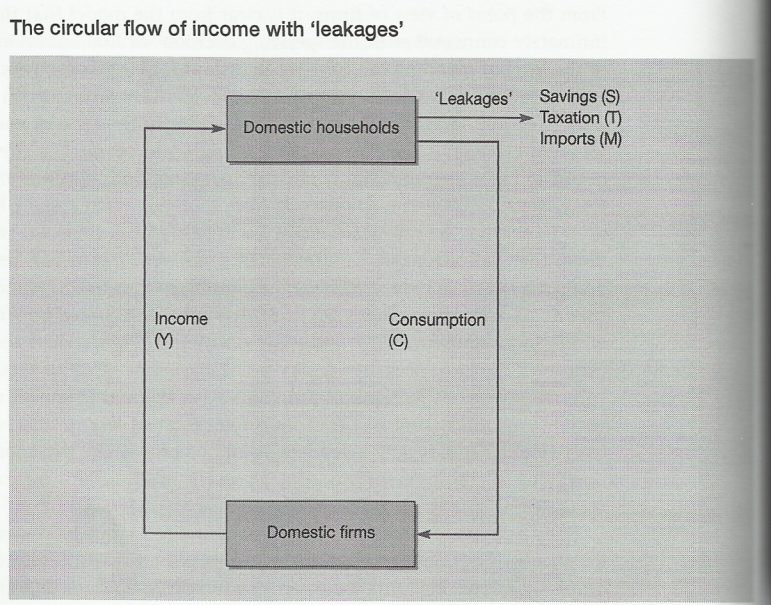 The circular flow of income with ‘leakages’
‘Leakages’
Savings (S)
Taxation (T)
Imports (M)
Domestic households
Income
(Y)
Consumption
(C)
Domestic firms